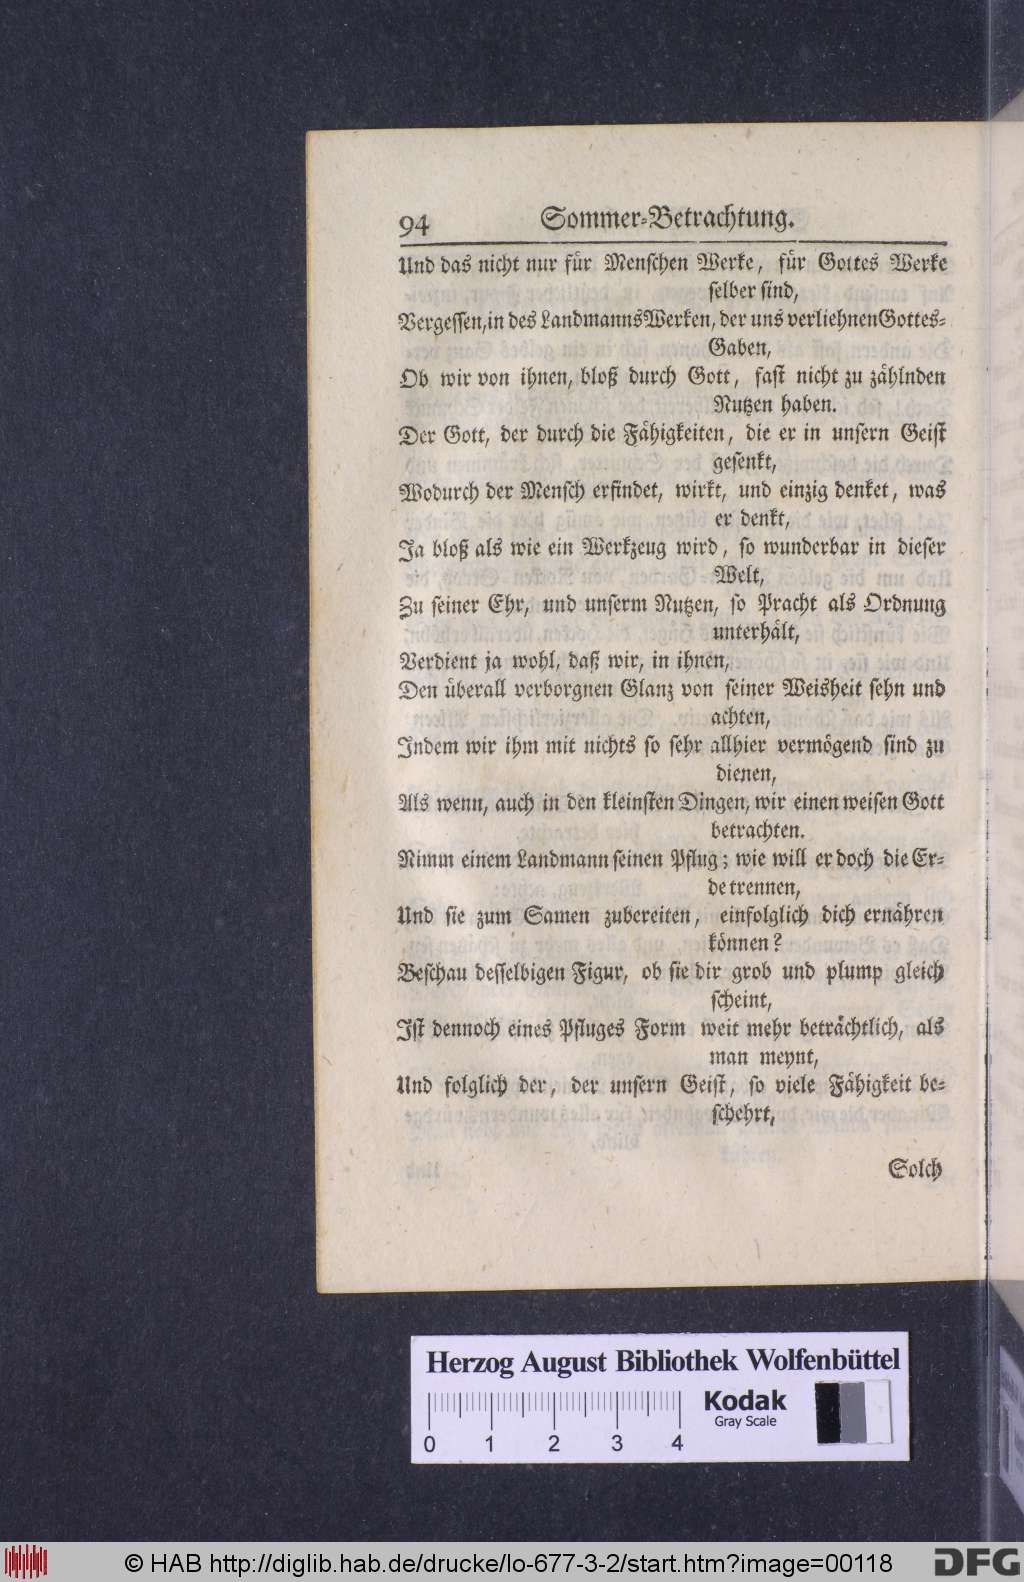 94 Sommer-Betrachtung.
Und das nicht nur für Menschen Werke, für Gottes Werke
selber sind,
Vergessen, in des Landmanns Werken, der uns verliehnen Gottes-
Gaben,
Ob wir von ihnen, bloß durch Gott, fast nicht zu zählnden
Nutzen haben.
Der Gott, der durch die Fähigkeiten, die er in unsern Geist
gesenkt,
Wodurch der Mensch erfindet, wirkt, und einzig denket, was
er denkt,
Ja bloß als wie ein Werkzeug wird, so wunderbar in dieser
Welt,
Zu seiner Ehr, und unserm Nutzen, so Pracht als Ordnung
unterhält,
Verdient ja wohl, daß wir, in ihnen,
Den überall verborgnen Glanz von seiner Weisheit sehn und
achten,
Indem wir ihm mit nichts so sehr allhier vermögend sind zu
dienen,
Als wenn, auch in den kleinsten Dingen, wir einen weisen Gott
betrachten.
Nimm einem Landmann seinen Pflug; wie will er doch die Er-
de trennen,
Und sie zum Samen zubereiten, einfolglich dich ernähren
können?
Beschau desselbigen Figur, ob sie dir grob und plump gleich
scheint,
Ist dennoch eines Pfluges Form weit mehr beträchtlich, als
man meynt,
Und folglich der, der unsern Geist, so viele Fähigkeit be-
schehrt,
Solch
Herzog August Bibliothek Wolfenbüttel
Kodak
Gray Scale
0 1 2 3 4
© HAB http://diglib.hab.de/drucke/lo-677-3-2/start.htm?image=00118
DFG